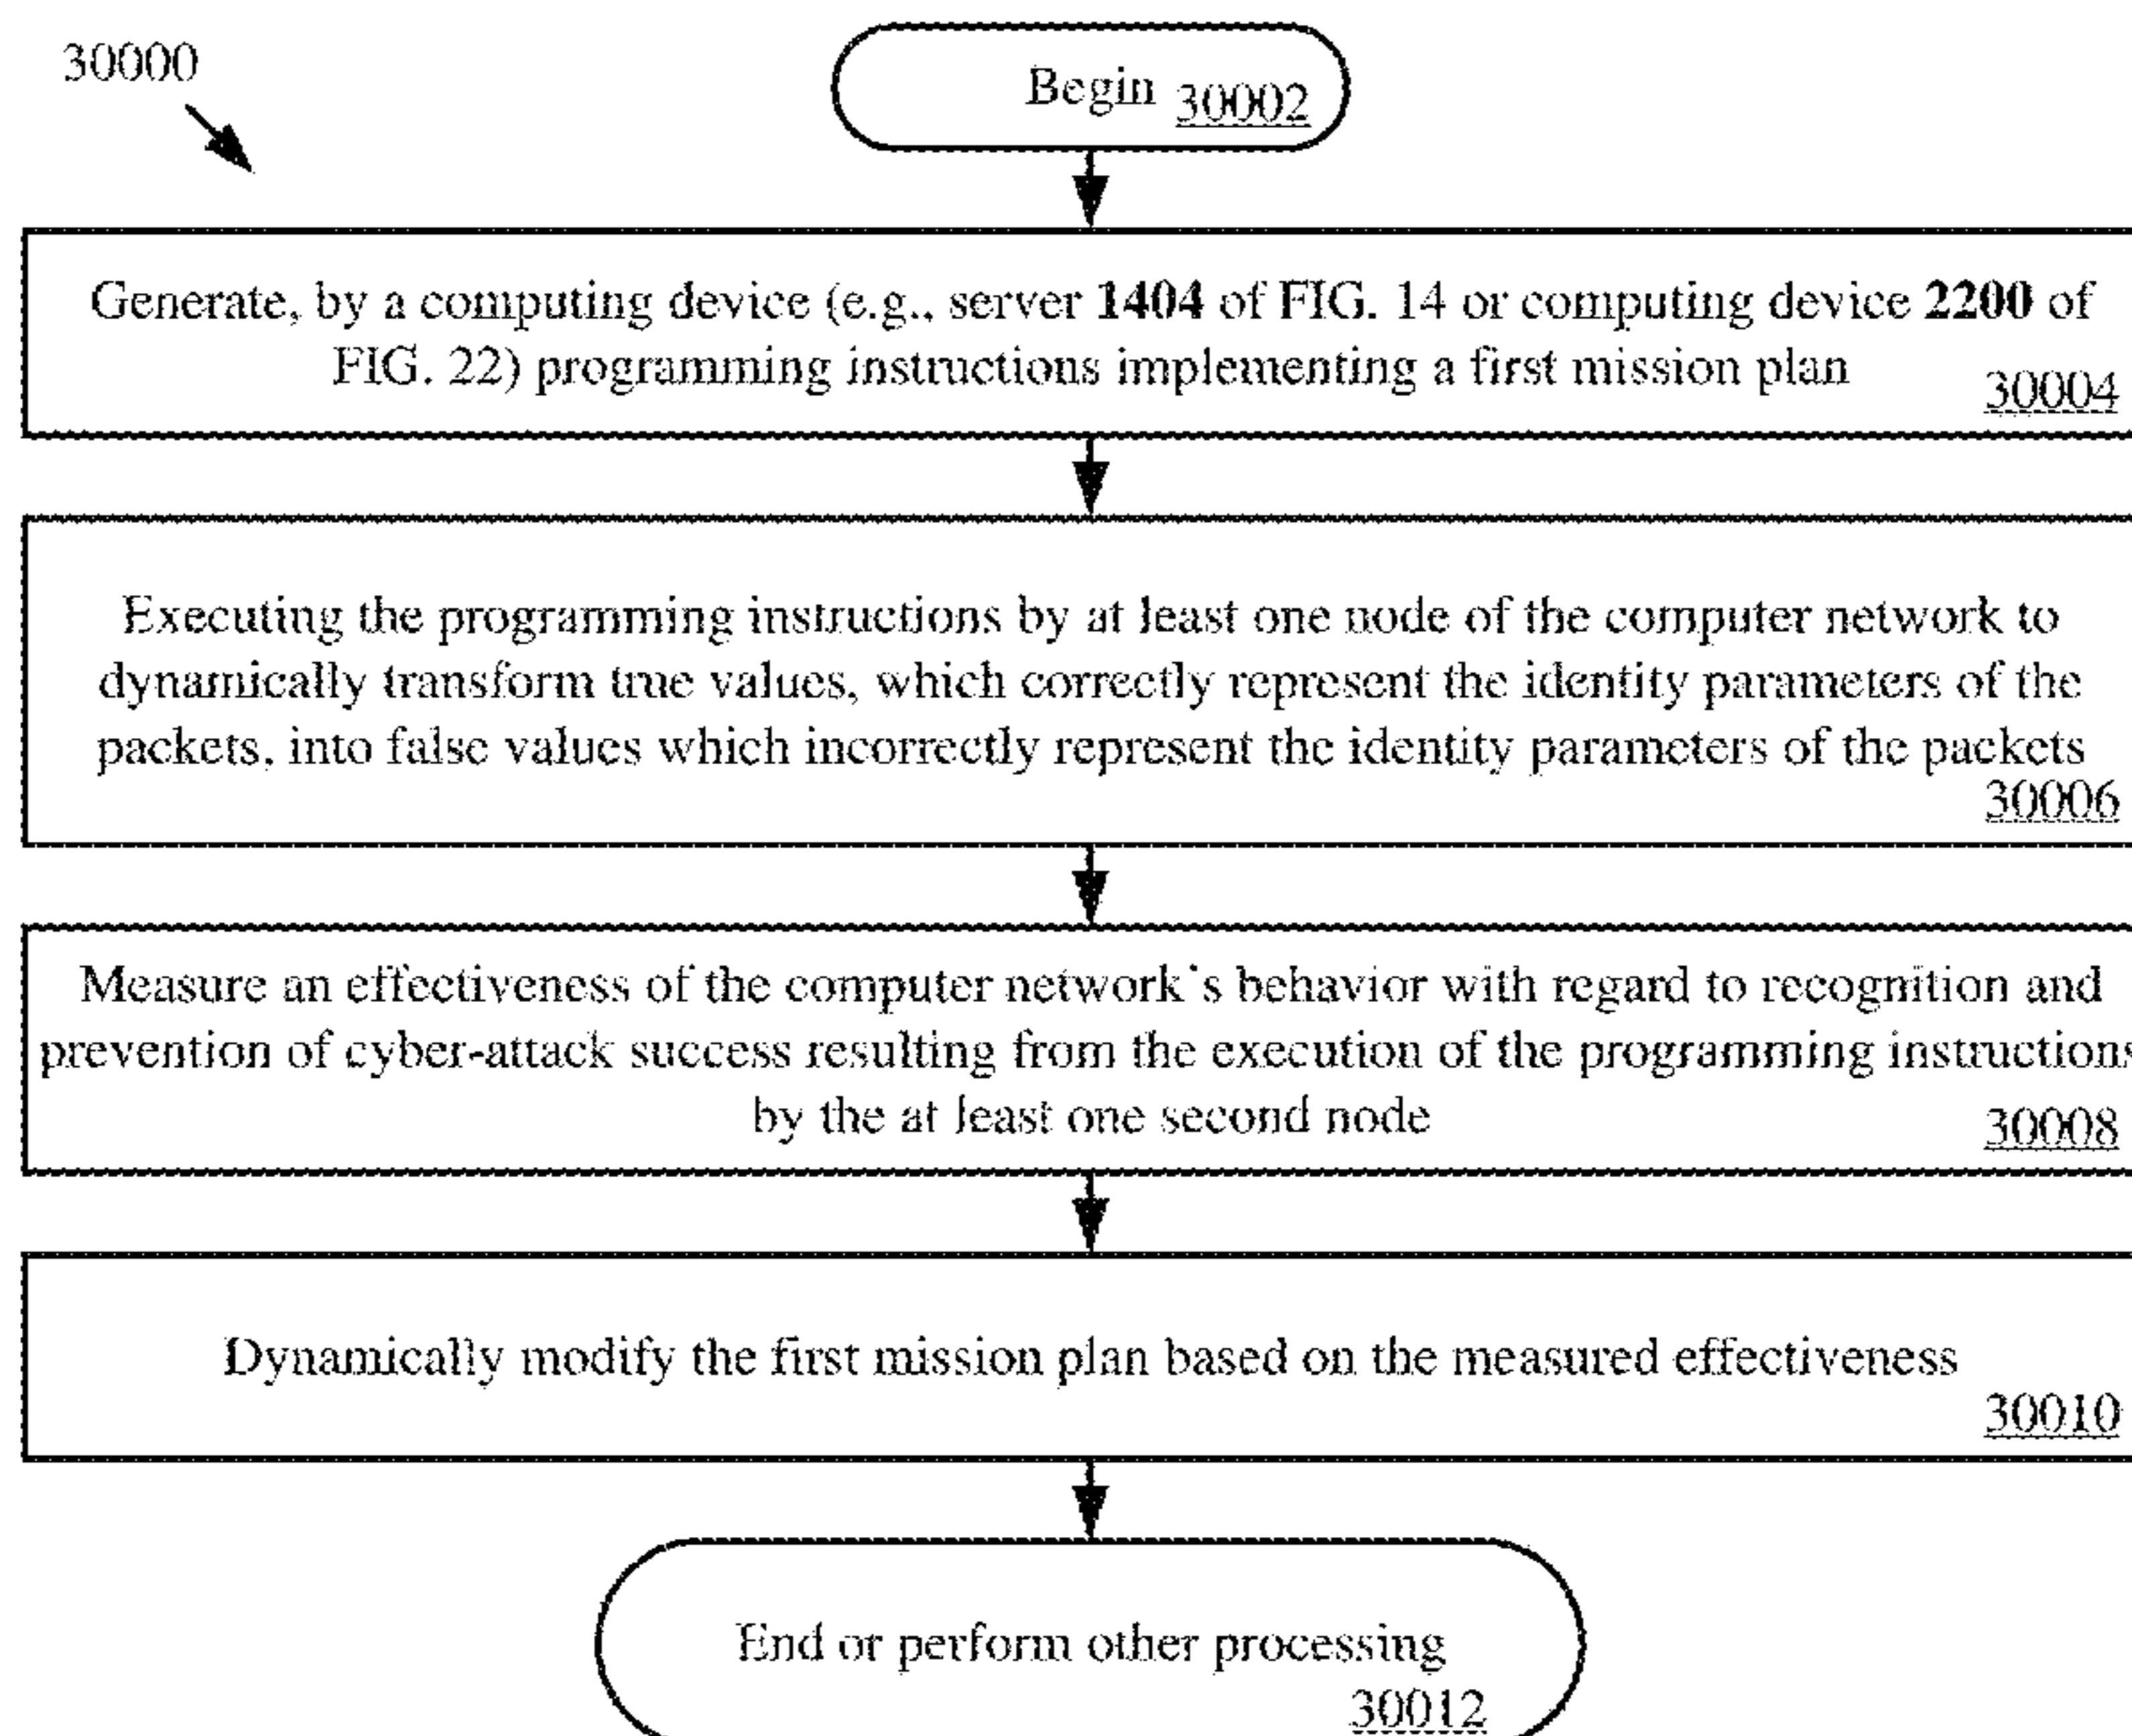 30000
Begin 30002
Generate, by a computing device (e.g., server 1404 of FIG. 14 or computing device 2200 of
FIG. 22) programming instructions implementing a first mission plan
30004
Executing the programming instructions by at least one node of the computer network to
dynamically transform true values, which correctly represent the identity parameters of the
packets, into false values which incorrectly represent the identity parameters of the packets
30006
Measure an effectiveness of the computer network's behavior with regard to recognition and
prevention of cyber-attack success resulting from the execution of the programming instructions
by the at least one second node
30008
Dynamically modify the first mission plan based on the measured effectiveness
30010
End or perform other processing
30012